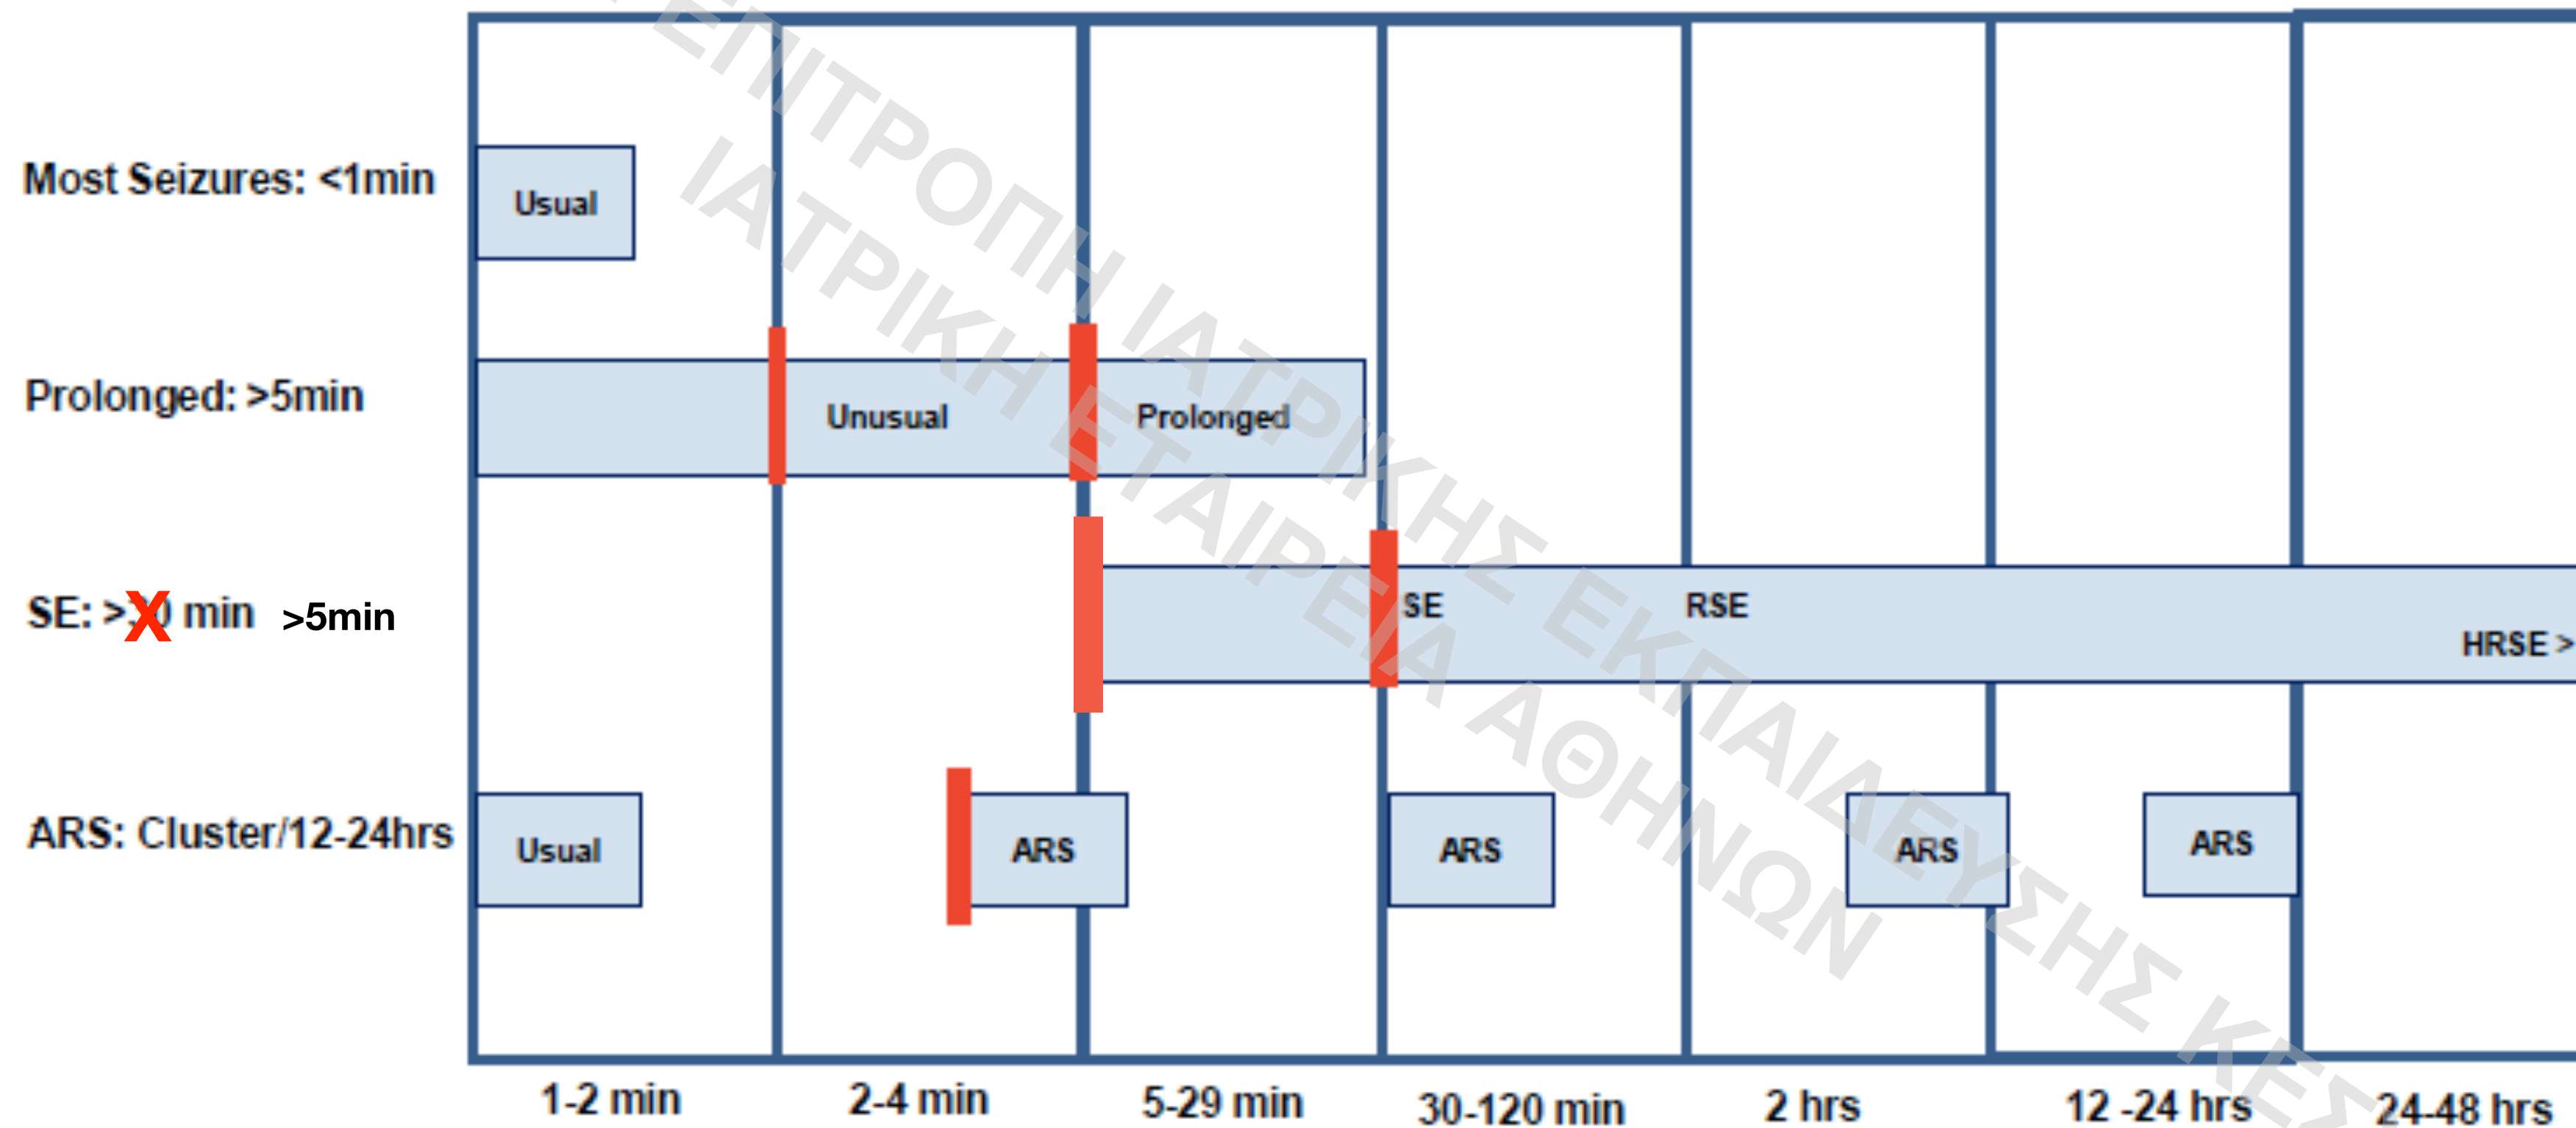 ΕΠΙΤΡΟΠΗ ΙΑΤΡΙΚΗΣ ΕΚΠΑΙΔΕΥΣΗΣ
ΙΑΤΡΙΚΗ ΕΤΑΙΡΕΙΑ ΑΘΗΝΩΝ
Most Seizures: <1min
Usual
Prolonged: >5min
Unusual
Prolonged
SE: > min >5min
X
SE
RSE
HRSE >
ARS: Cluster/12-24hrs
Usual
ARS
ARS
ARS
ARS
1-2 min
2-4 min
5-29 min
30-120 min
2 hrs
12 -24 hrs
24-48 hrs